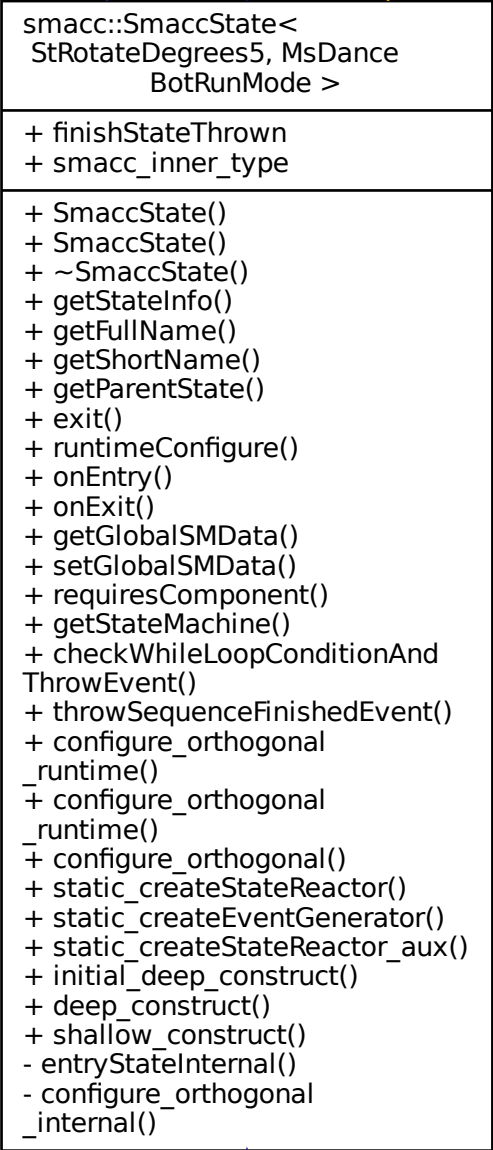 smacc::SmaccState<
StRotateDegrees5, MsDance
BotRunMode >
+ finishStateThrown
+ smacc_inner_type
+ SmaccState()
+ SmaccState()
+ ~SmaccState()
+ getStateInfo()
+ getFullName()
+ getShortName()
+ getParentState()
+ exit()
+ runtimeConfigure()
+ onEntry()
+ onExit()
+ getGlobalSMData()
+ setGlobalSMData()
+ requiresComponent()
+ getStateMachine()
+ checkWhileLoopConditionAnd
ThrowEvent()
+ throwSequenceFinishedEvent()
+ configure_orthogonal
_runtime()
+ configure_orthogonal
_runtime()
+ configure_orthogonal()
+ static_createStateReactor()
+ static_createEventGenerator()
+ static_createStateReactor_aux()
+ initial_deep_construct()
+ deep_construct()
+ shallow_construct()
- entryStateInternal()
- configure_orthogonal
_internal()